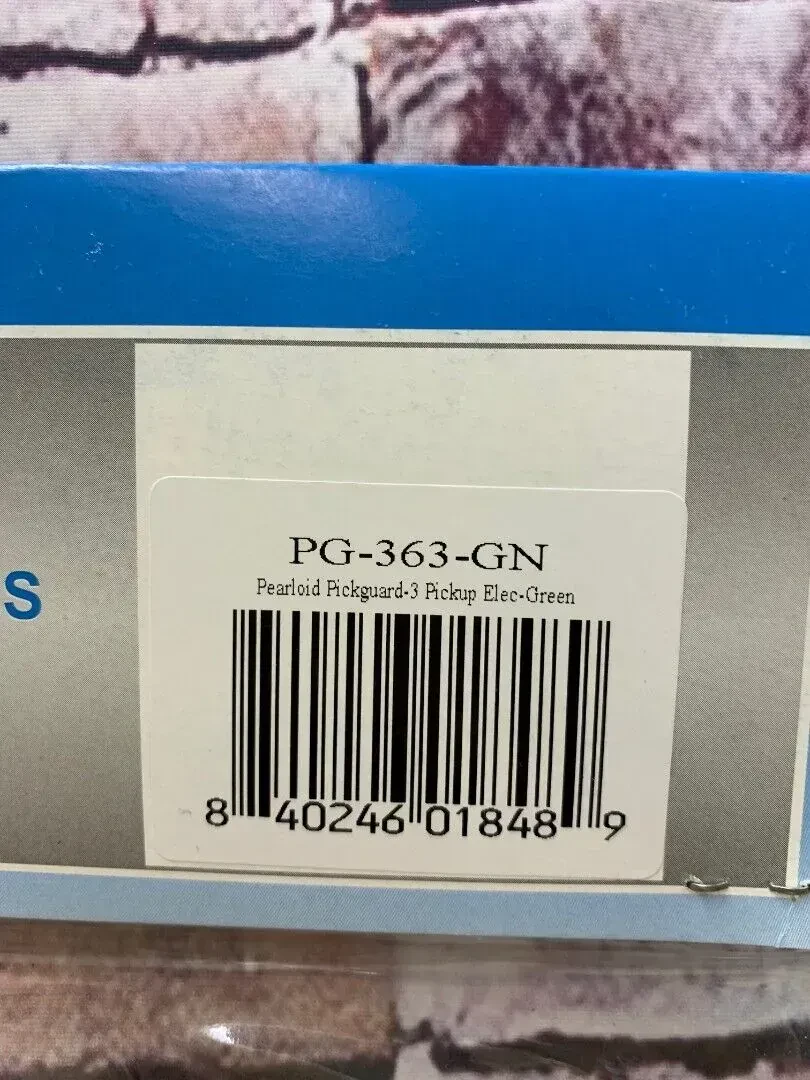 PG-363-GN
Pearloid Pickguard-3 Pickup Elec-Green
S
8 40246 01848 9